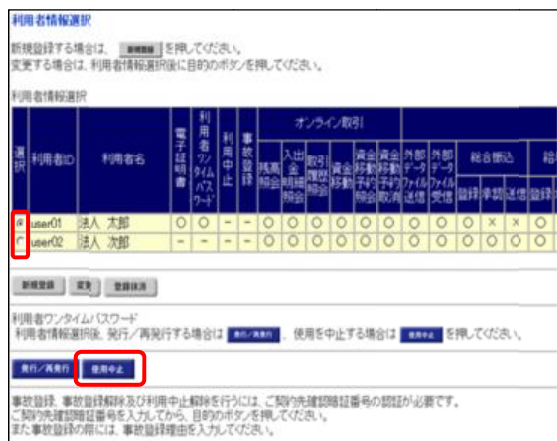 利用者情報選択
新規登録する場合は、 新規登録 を押してください。
変更する場合は、利用者情報選択後に目的のボタンを押してください。
利用者情報選択
選択 利用者ID 利用者名 電子証明書 利用者ワンタイムパスワード 利用中止 事故登録 オンライン取引
残高照会 入出金明細照会 取引履歴照会 資金移動 資金移動予約照会 資金移動予約取消 外部データファイル送信 外部データファイル受信 総合振込 給
登録 承認 送信 登録
user01 法人 太郎 ○ ○ － － ○ ○ ○ ○ ○ ○ ○ ○ ○ × × ○
user02 法人 次郎 － － － － ○ ○ ○ ○ ○ ○ ○ ○ ○ ○ ○ ○
新規登録 変更 登録抹消
利用者ワンタイムパスワード
利用者情報選択後、発行／再発行する場合は 発行／再発行 、使用を中止する場合は 使用中止 を押してください。
発行／再発行 使用中止
事故登録、事故登録解除及び利用中止解除を行うには、ご契約先確認暗証番号の認証が必要です。
ご契約先確認暗証番号を入力してから、目的のボタンを押してください。
また事故登録の際には、事故登録理由を入力してください。